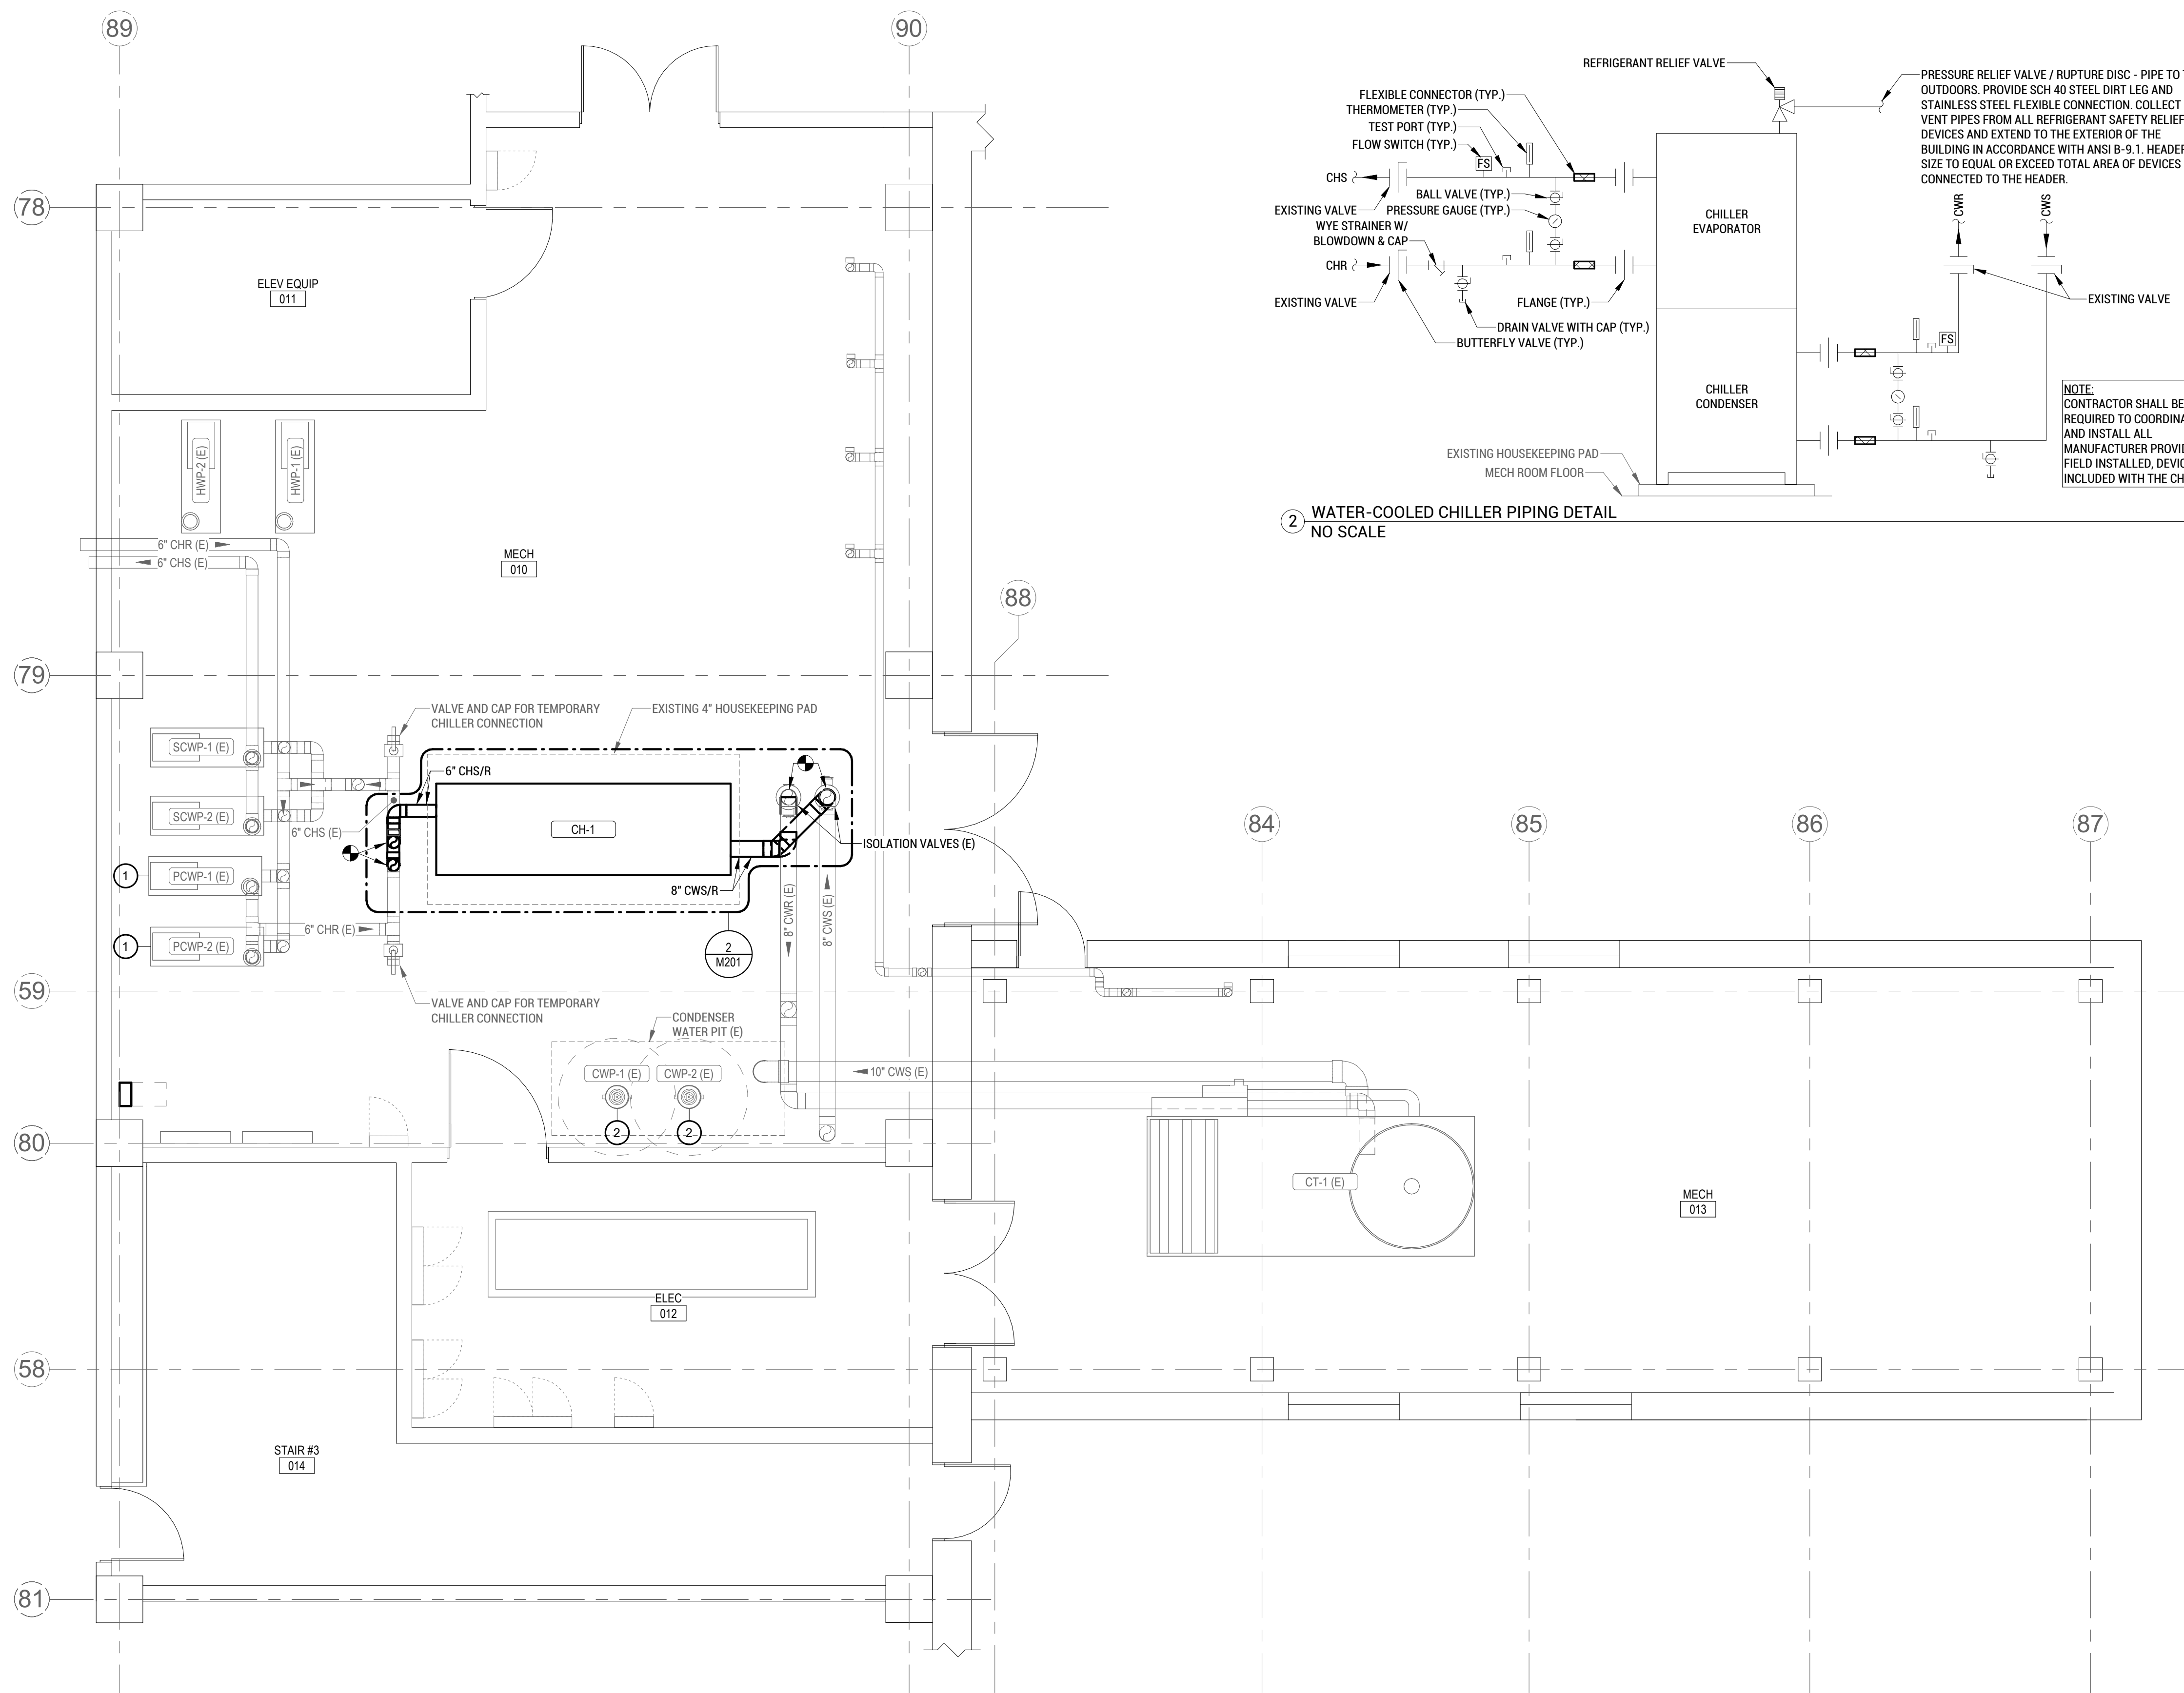 89
90
78
79
59
80
58
81
88
84
85
86
87
ELEV EQUIP
011
HWP-2 (E)
HWP-1 (E)
6" CHR (E)
6" CHS (E)
MECH
010
VALVE AND CAP FOR TEMPORARY
CHILLER CONNECTION
EXISTING 4" HOUSEKEEPING PAD
SCWP-1 (E)
6" CHS/R
SCWP-2 (E)
6" CHS (E)
CH-1
ISOLATION VALVES (E)
1
PCWP-1 (E)
8" CWS/R
8" CWR (E)
8" CWS (E)
6" CHR (E)
1
PCWP-2 (E)
2
M201
VALVE AND CAP FOR TEMPORARY
CHILLER CONNECTION
CONDENSER
WATER PIT (E)
CWP-1 (E)
CWP-2 (E)
10" CWS (E)
2
2
CT-1 (E)
MECH
013
ELEC
012
STAIR #3
014
REFRIGERANT RELIEF VALVE
FLEXIBLE CONNECTOR (TYP.)
THERMOMETER (TYP.)
TEST PORT (TYP.)
FLOW SWITCH (TYP.)
FS
CHS
BALL VALVE (TYP.)
EXISTING VALVE
PRESSURE GAUGE (TYP.)
WYE STRAINER W/
BLOWDOWN & CAP
CHR
EXISTING VALVE
FLANGE (TYP.)
DRAIN VALVE WITH CAP (TYP.)
BUTTERFLY VALVE (TYP.)
PRESSURE RELIEF VALVE / RUPTURE DISC - PIPE TO
OUTDOORS. PROVIDE SCH 40 STEEL DIRT LEG AND
STAINLESS STEEL FLEXIBLE CONNECTION. COLLECT
VENT PIPES FROM ALL REFRIGERANT SAFETY RELIEF
DEVICES AND EXTEND TO THE EXTERIOR OF THE
BUILDING IN ACCORDANCE WITH ANSI B-9.1. HEADER
SIZE TO EQUAL OR EXCEED TOTAL AREA OF DEVICES
CONNECTED TO THE HEADER.
CHILLER
EVAPORATOR
CWR
CWS
EXISTING VALVE
FS
CHILLER
CONDENSER
NOTE:
CONTRACTOR SHALL BE
REQUIRED TO COORDINA
AND INSTALL ALL
MANUFACTURER PROVID
FIELD INSTALLED, DEVIC
INCLUDED WITH THE CH
EXISTING HOUSEKEEPING PAD
MECH ROOM FLOOR
2
WATER-COOLED CHILLER PIPING DETAIL
NO SCALE